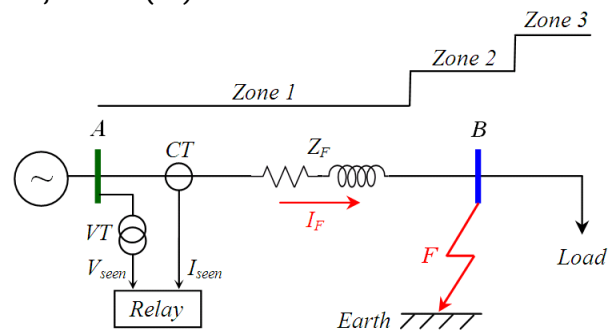 Zone 3
Zone 2
Zone 1
A
CT
Z_F
B
I_F
VT
V_seen
I_seen
F
Load
Relay
Earth